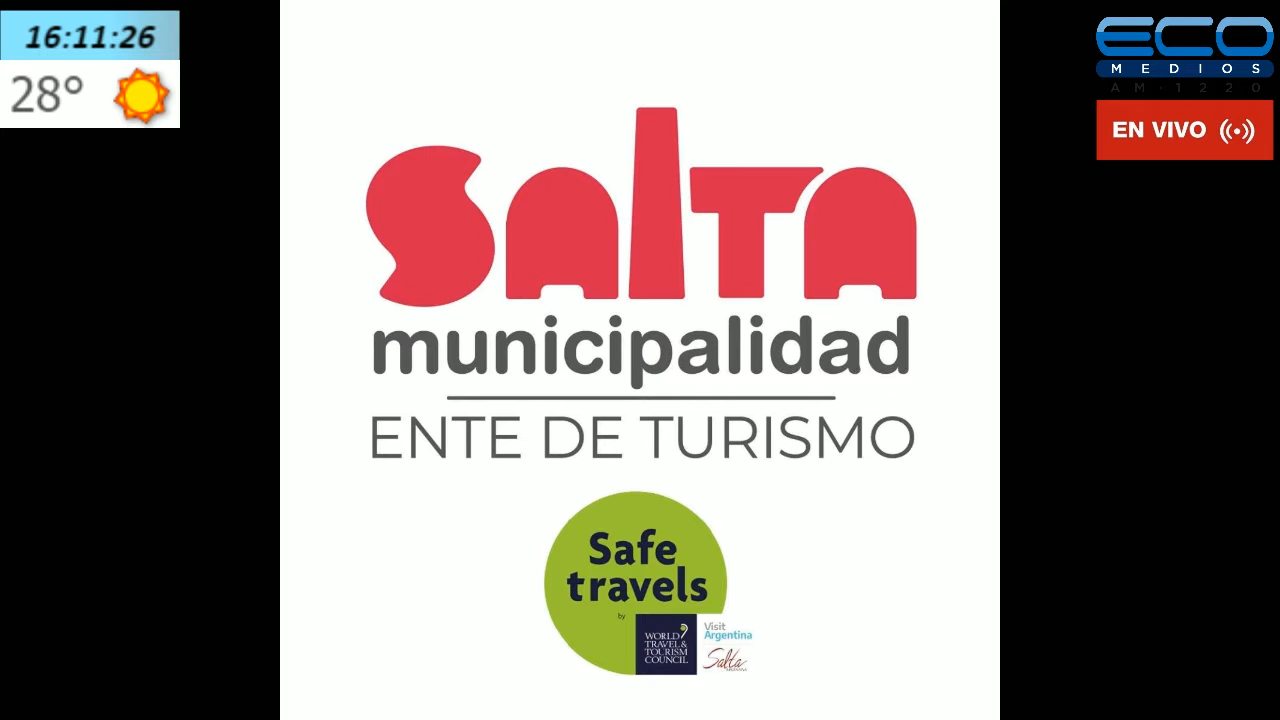 16:11:26
28°
ECO
MEDIOS
AM-1220
EN VIVO
SALTA
municipalidad
ENTE DE TURISMO
Safe
travels
by
WORLD
TRAVEL &
TOURISM
COUNCIL
Visit
Argentina
Salta